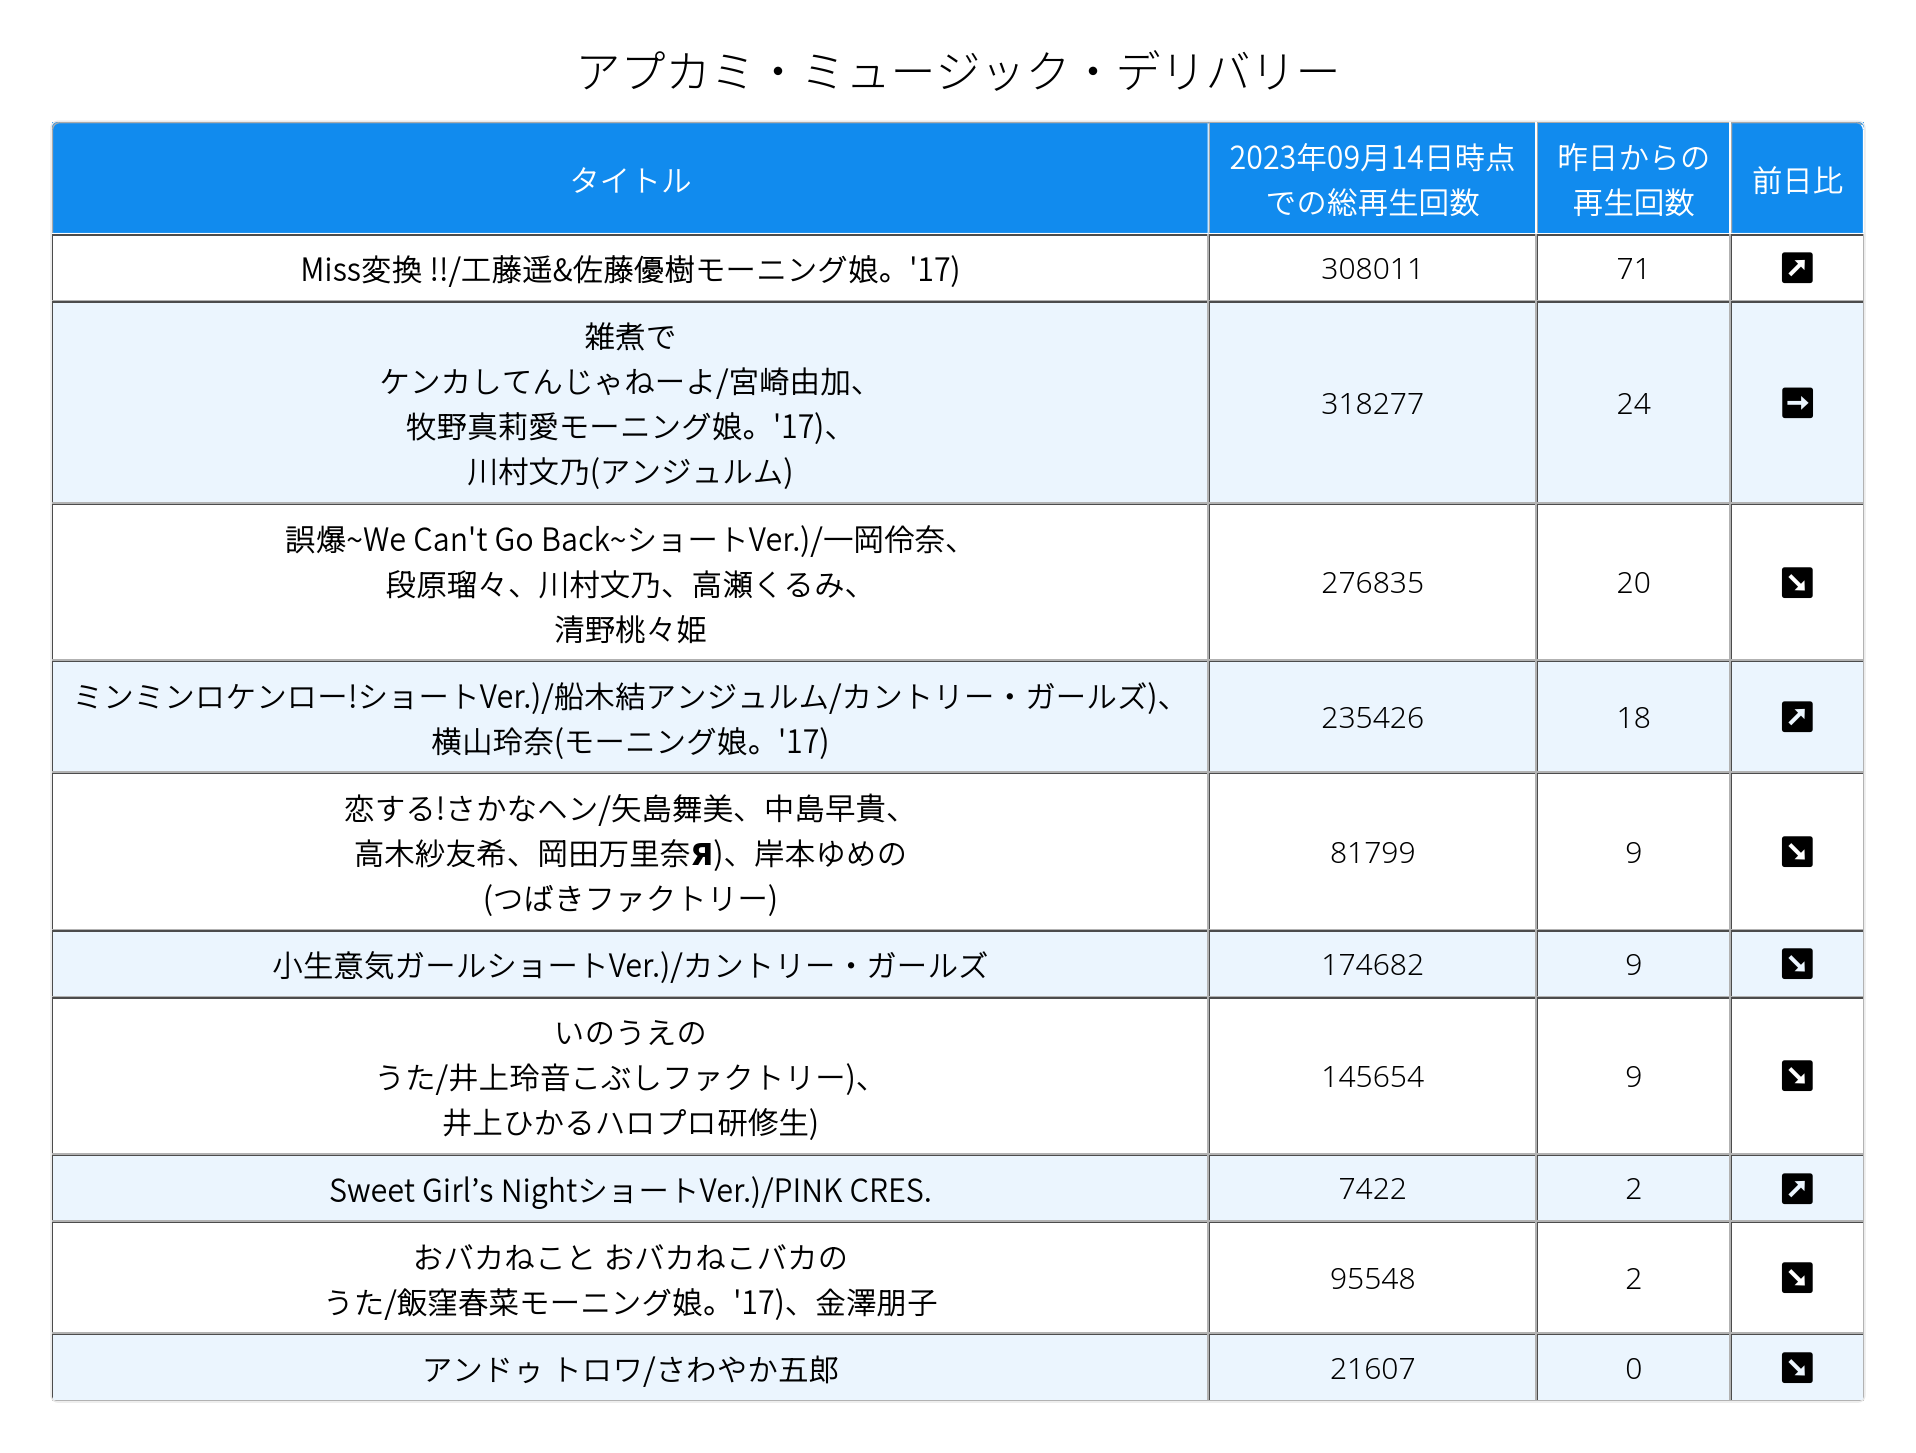 アプカミ・ミュージック・デリバリー
タイトル
2023年09月14日時点
での総再生回数
昨日からの
再生回数
前日比
Miss変換 !!/工藤遥&佐藤優樹モーニング娘。'17)
308011
71
雑煮で
ケンカしてんじゃねーよ/宮崎由加、
牧野真莉愛モーニング娘。'17)、
川村文乃(アンジュルム)
318277
24
誤爆~We Can't Go Back~ショートVer.)/一岡伶奈、
段原瑠々、川村文乃、高瀬くるみ、
清野桃々姫
276835
20
ミンミンロケンロー!ショートVer.)/船木結アンジュルム/カントリー・ガールズ)、
横山玲奈(モーニング娘。'17)
235426
18
恋する!さかなヘン/矢島舞美、中島早貴、
高木紗友希、岡田万里奈Я)、岸本ゆめの
(つばきファクトリー)
81799
9
小生意気ガールショートVer.)/カントリー・ガールズ
174682
9
いのうえの
うた/井上玲音こぶしファクトリー)、
井上ひかるハロプロ研修生)
145654
9
Sweet Girl’s NightショートVer.)/PINK CRES.
7422
2
おバカねこと おバカねこバカの
うた/飯窪春菜モーニング娘。'17)、金澤朋子
95548
2
アンドゥ トロワ/さわやか五郎
21607
0